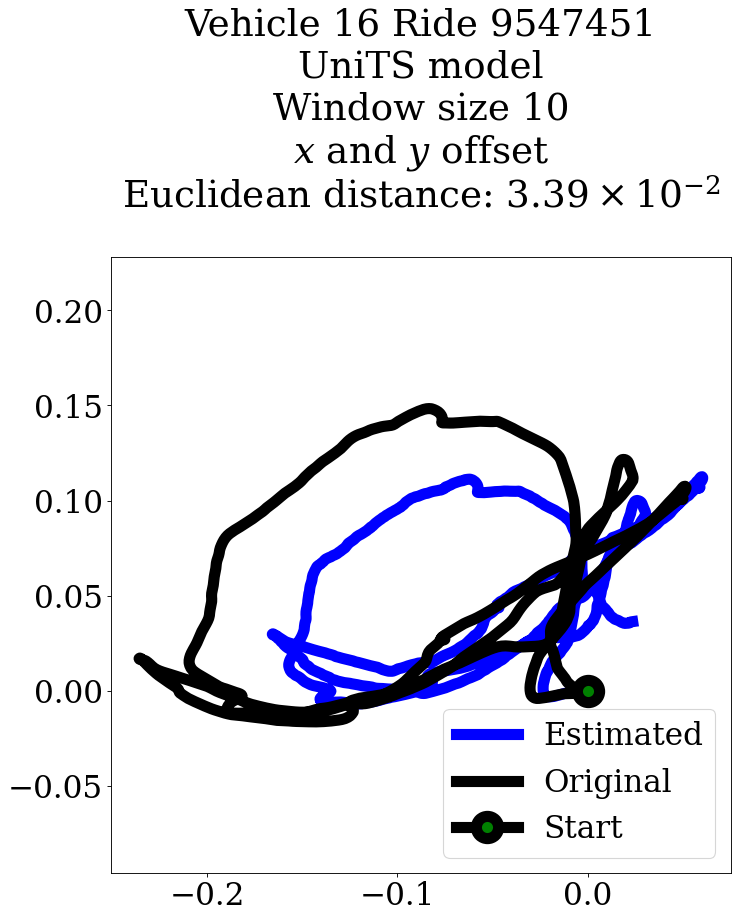 Vehicle 16 Ride 9547451
UniTS model
Window size 10
x and y offset
Euclidean distance: 3.39 × 10⁻²
0.20
0.15
0.10
0.05
0.00
−0.05
−0.2
−0.1
0.0
Estimated
Original
Start